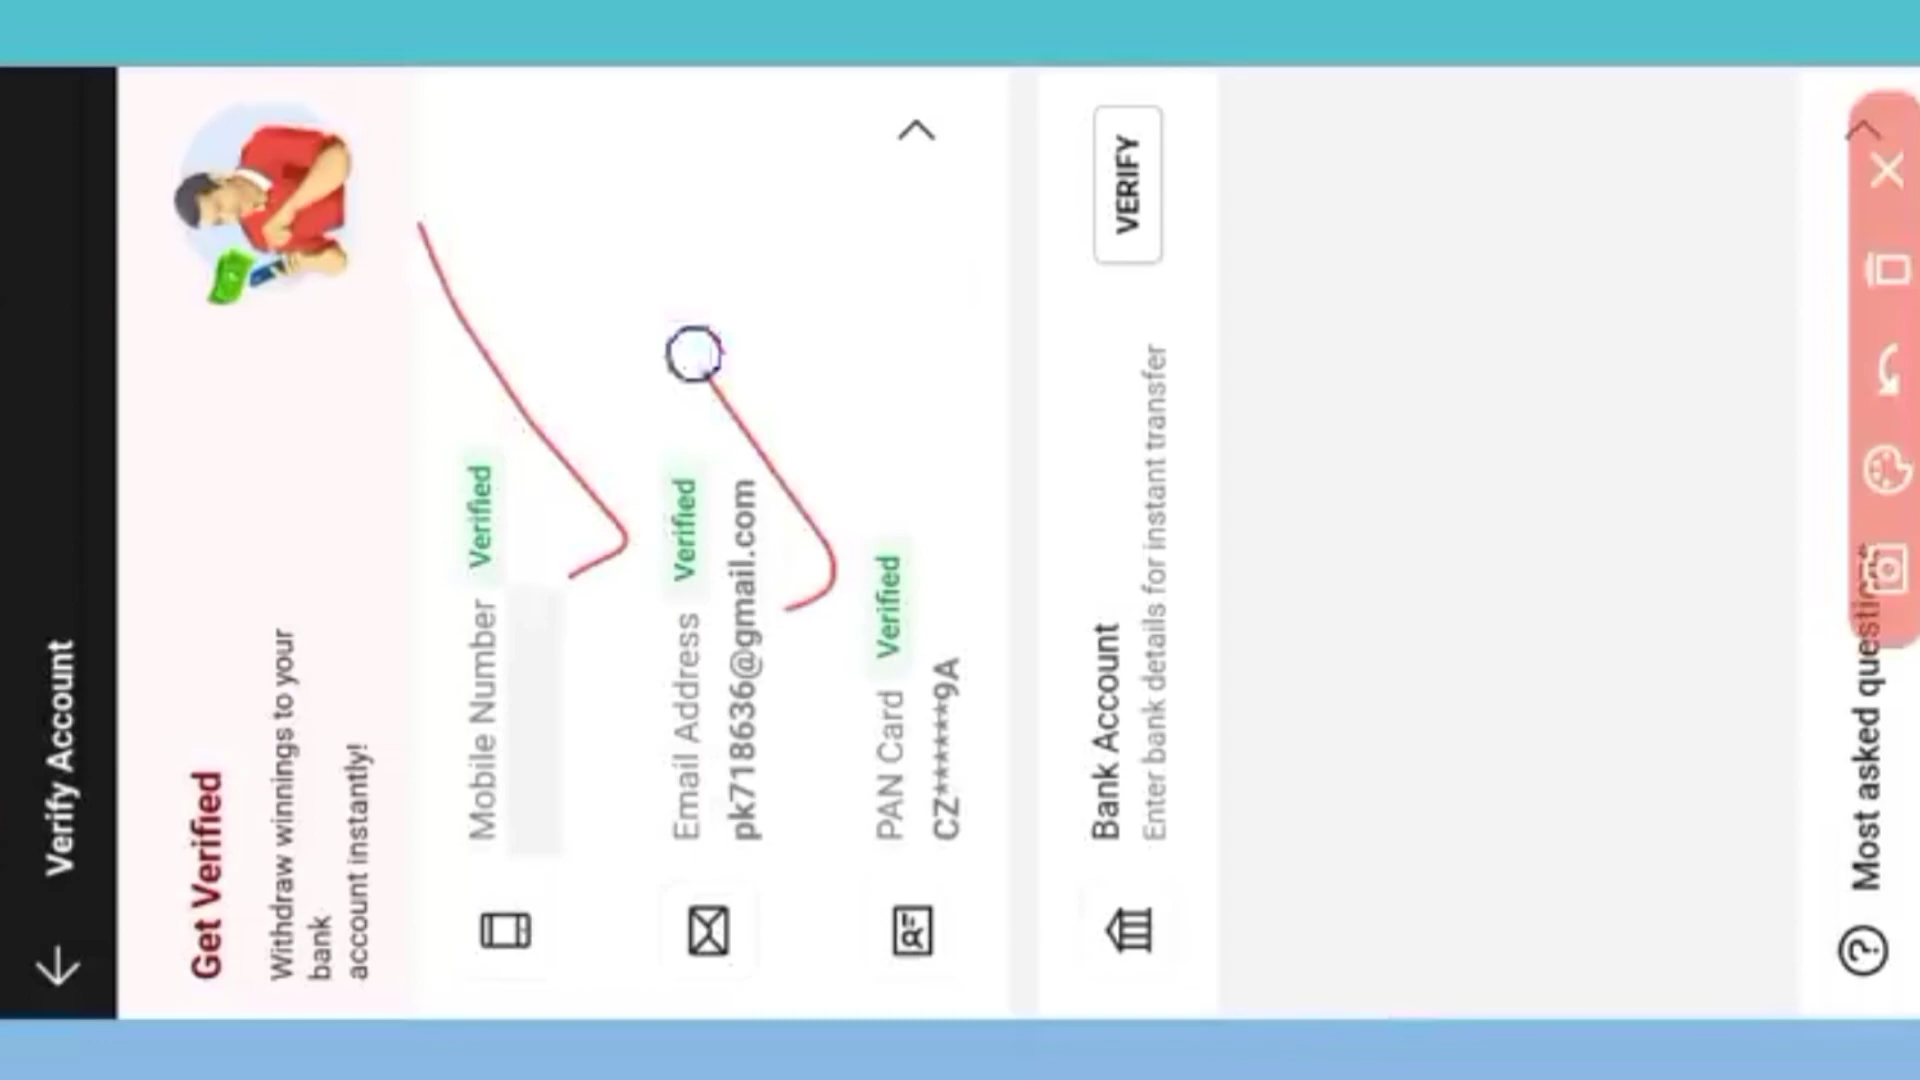 Verify Account
Get Verified
Withdraw winnings to your
bank
account instantly!
Mobile Number Verified
Email Address Verified
pk718636@gmail.com
PAN Card Verified
CZ*******9A
Bank Account
Enter bank details for instant transfer
VERIFY
Most asked questio